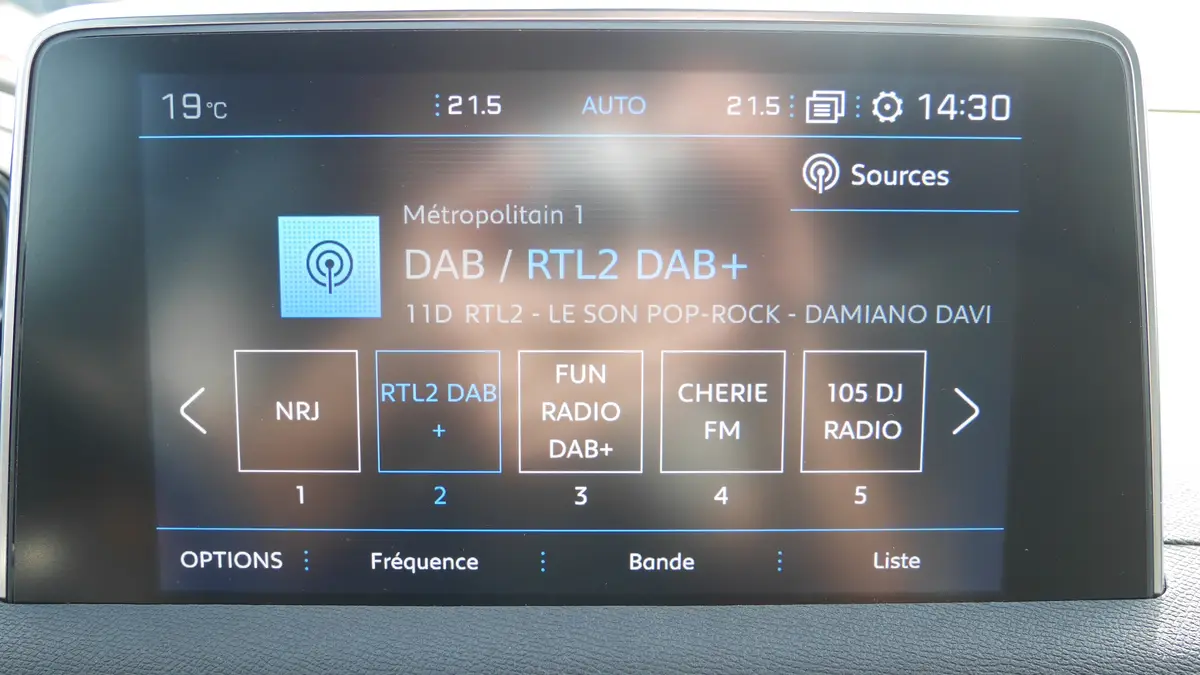 19°C 21.5 AUTO 21.5 14:30
Sources
Métropolitain 1
DAB / RTL2 DAB+
11D RTL2 - LE SON POP-ROCK - DAMIANO DAVI
NRJ
RTL2 DAB
+
FUN
RADIO
DAB+
CHERIE
FM
105 DJ
RADIO
1 2 3 4 5
OPTIONS Fréquence Bande Liste